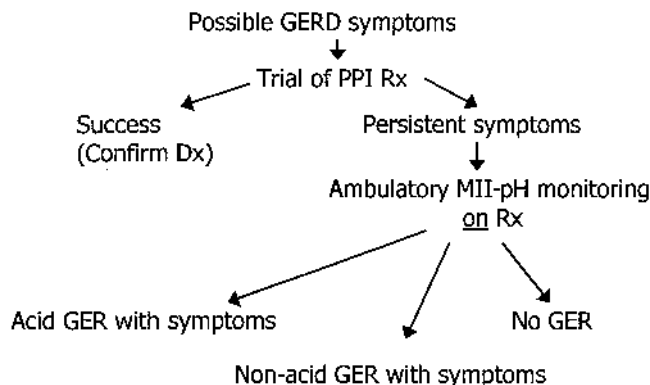 Possible GERD symptoms
Trial of PPI Rx
Success
(Confirm Dx)
Persistent symptoms
Ambulatory MII-pH monitoring
on Rx
Acid GER with symptoms
No GER
Non-acid GER with symptoms